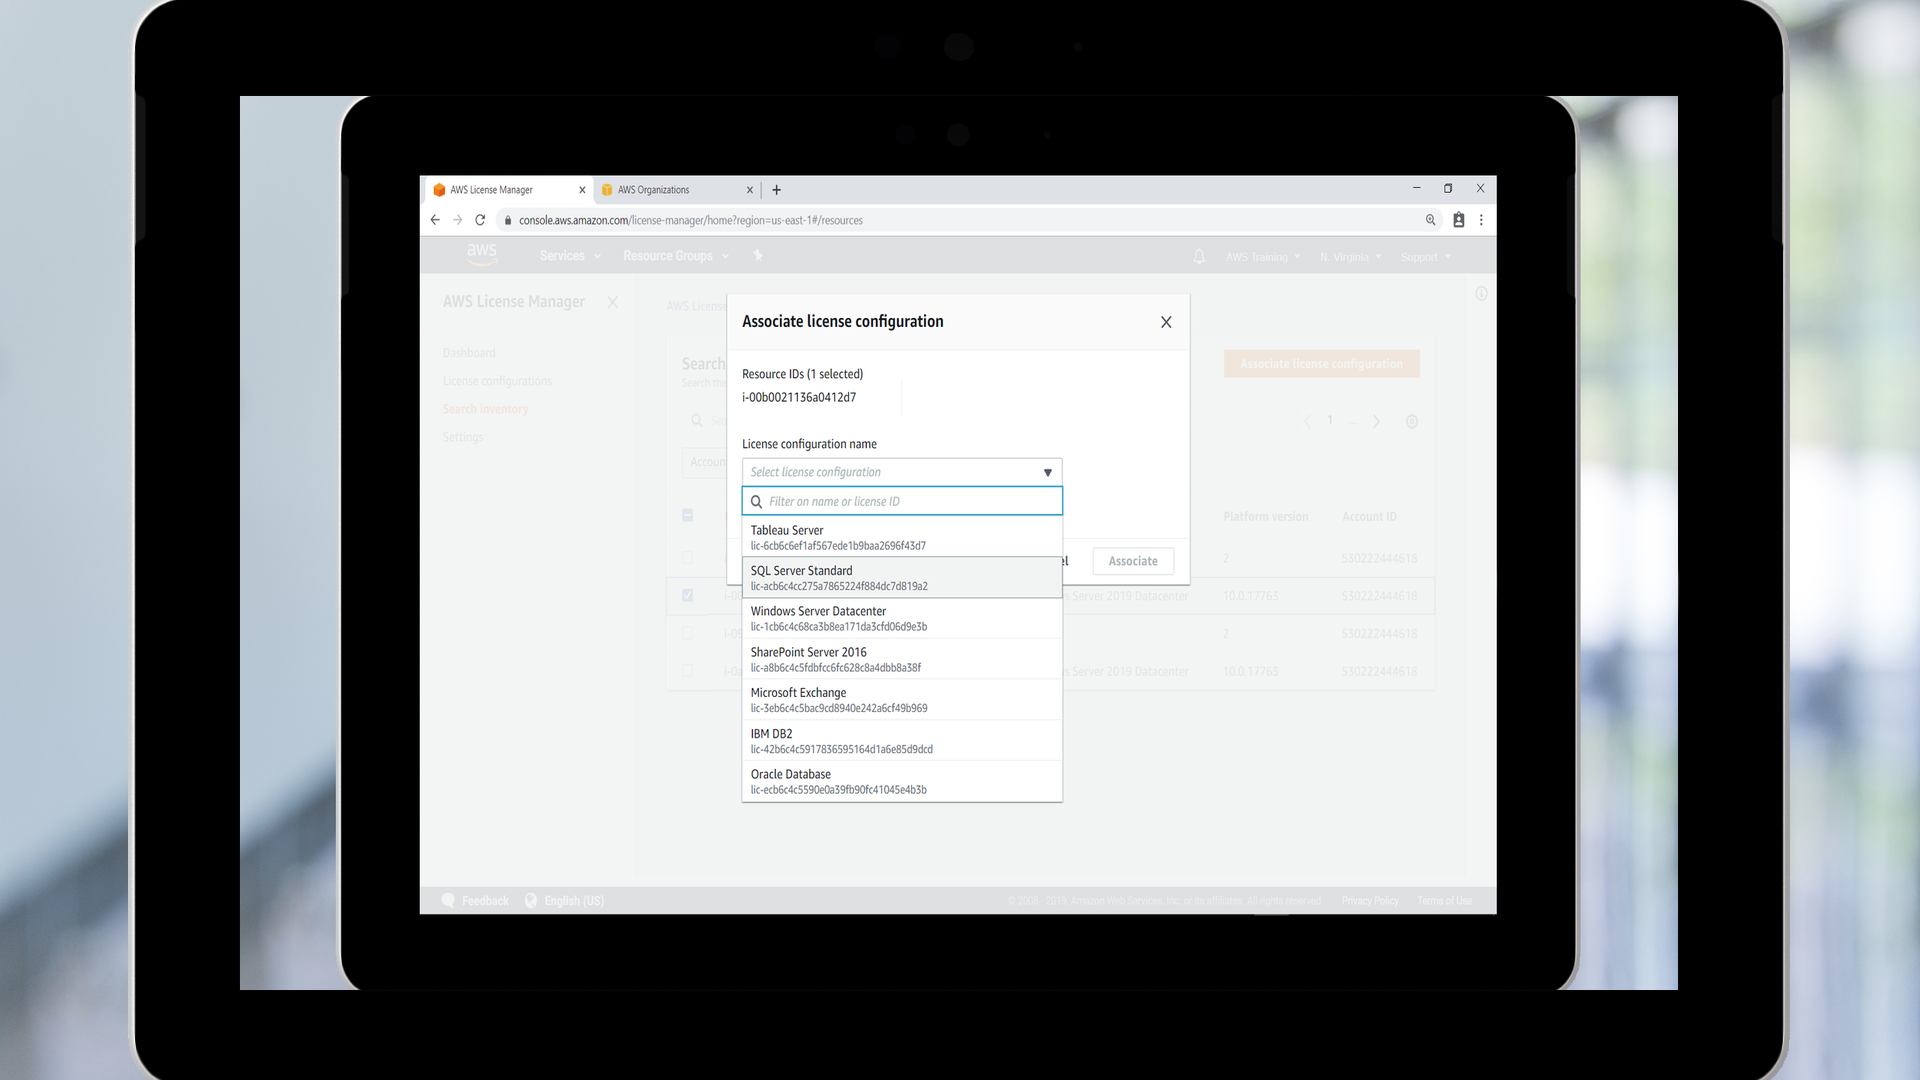 AWS License Manager
AWS Organizations
console.aws.amazon.com/license-manager/home?region=us-east-1#/resources
aws Services Resource Groups AWS Training N. Virginia Support
AWS License Manager
Dashboard
License configurations
Search inventory
Settings
AWS License
Search
Search the
Associate license configuration
1 ...
Accoun
Platform version Account ID
2 530222444618
s Server 2019 Datacenter 10.0.17763 530222444618
2 530222444618
s Server 2019 Datacenter 10.0.17763 530222444618
Associate license configuration
Resource IDs (1 selected)
i-00b0021136a0412d7
License configuration name
Select license configuration
Filter on name or license ID
Tableau Server
lic-6cb6c6ef1af567ede1b9baa2696f43d7
SQL Server Standard
lic-acb6c4cc275a7865224f884dc7d819a2
Windows Server Datacenter
lic-1cb6c4c68ca3b8ea171da3cfd06d9e3b
SharePoint Server 2016
lic-a8b6c4c5fdbfcc6fc628c8a4dbb8a38f
Microsoft Exchange
lic-3eb6c4c5bac9cd8940e242a6cf49b969
IBM DB2
lic-42b6c4c5917836595164d1a6e85d9dcd
Oracle Database
lic-ecb6c4c5590e0a39fb90fc41045e4b3b
el
Associate
Feedback English (US)
© 2008 - 2019, Amazon Web Services, Inc. or its affiliates. All rights reserved. Privacy Policy Terms of Use